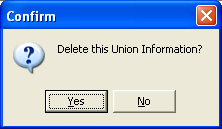 Confirm
Delete this Union Information?
Yes
No